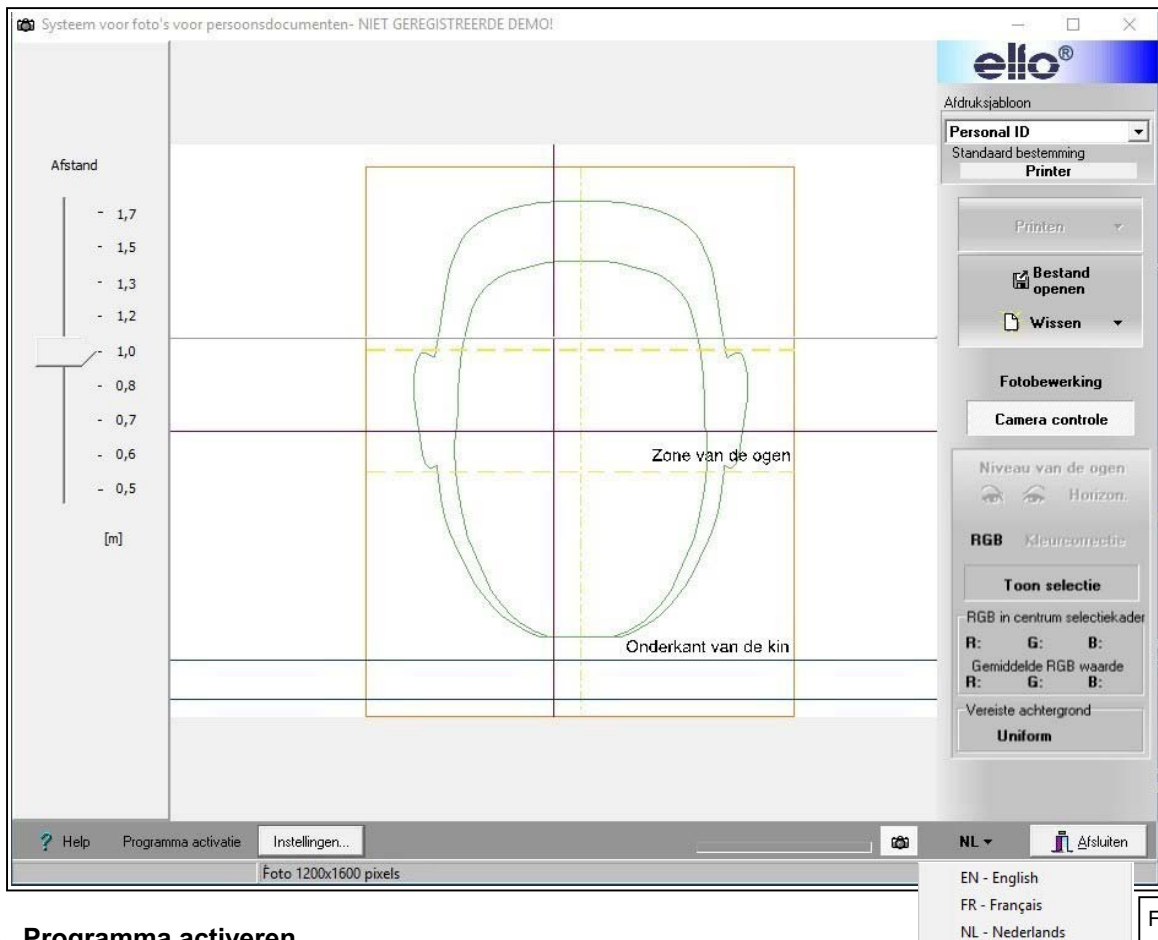 Systeem voor foto's voor persoonsdocumenten- NIET GEREGISTREERDE DEMO!
elfo®
Afdruksjabloon
Personal ID
Standaard bestemming
Printer
Afstand
1,7
1,5
1,3
1,2
1,0
0,8
0,7
0,6
0,5
[m]
Zone van de ogen
Onderkant van de kin
Printen
Bestand
openen
Wissen
Fotobewerking
Camera controle
Niveau van de ogen
Horizon.
RGB Kleurcorrectie
Toon selectie
RGB in centrum selectiekader
R: G: B:
Gemiddelde RGB waarde
R: G: B:
Vereiste achtergrond
Uniform
? Help Programma activatie Instellingen... NL Afsluiten
Foto 1200x1600 pixels
EN - English
FR - Français
NL - Nederlands
F
Programma activeren